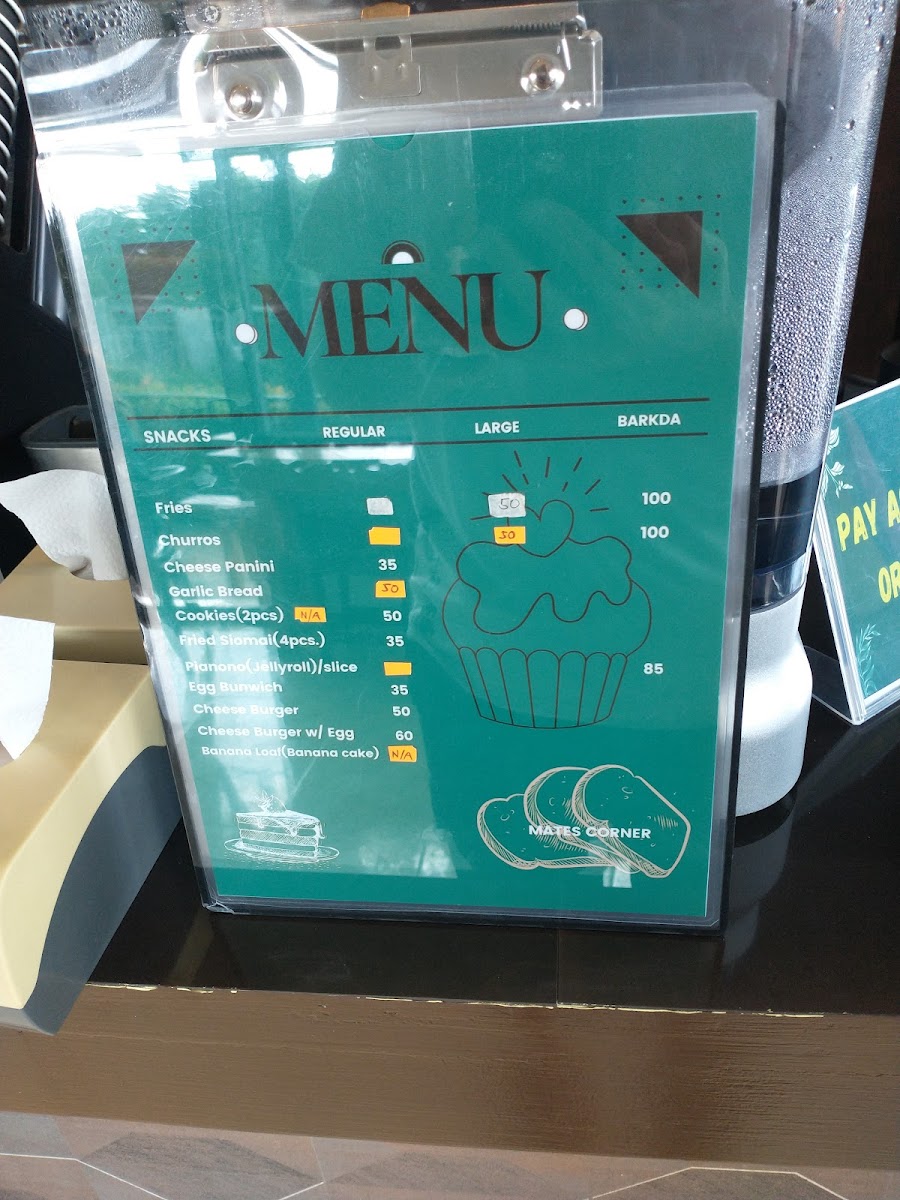 MENU
SNACKS REGULAR LARGE BARKDA
Fries 50 100
Churros 50 100
Cheese Panini 35
Garlic Bread 50
Cookies(2pcs) N/A 50
Fried Siomai(4pcs.) 35
Pianono(Jellyroll)/slice 85
Egg Bunwich 35
Cheese Burger 50
Cheese Burger w/ Egg 60
Banana Loaf(Banana cake) N/A
MATES CORNER
PAY
OR